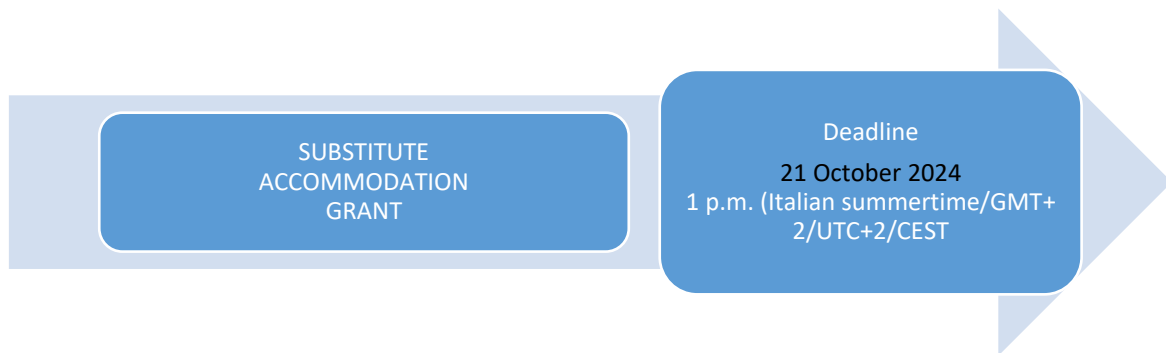 SUBSTITUTE
ACCOMMODATION
GRANT
Deadline
21 October 2024
1 p.m. (Italian summertime/GMT+
2/UTC+2/CEST